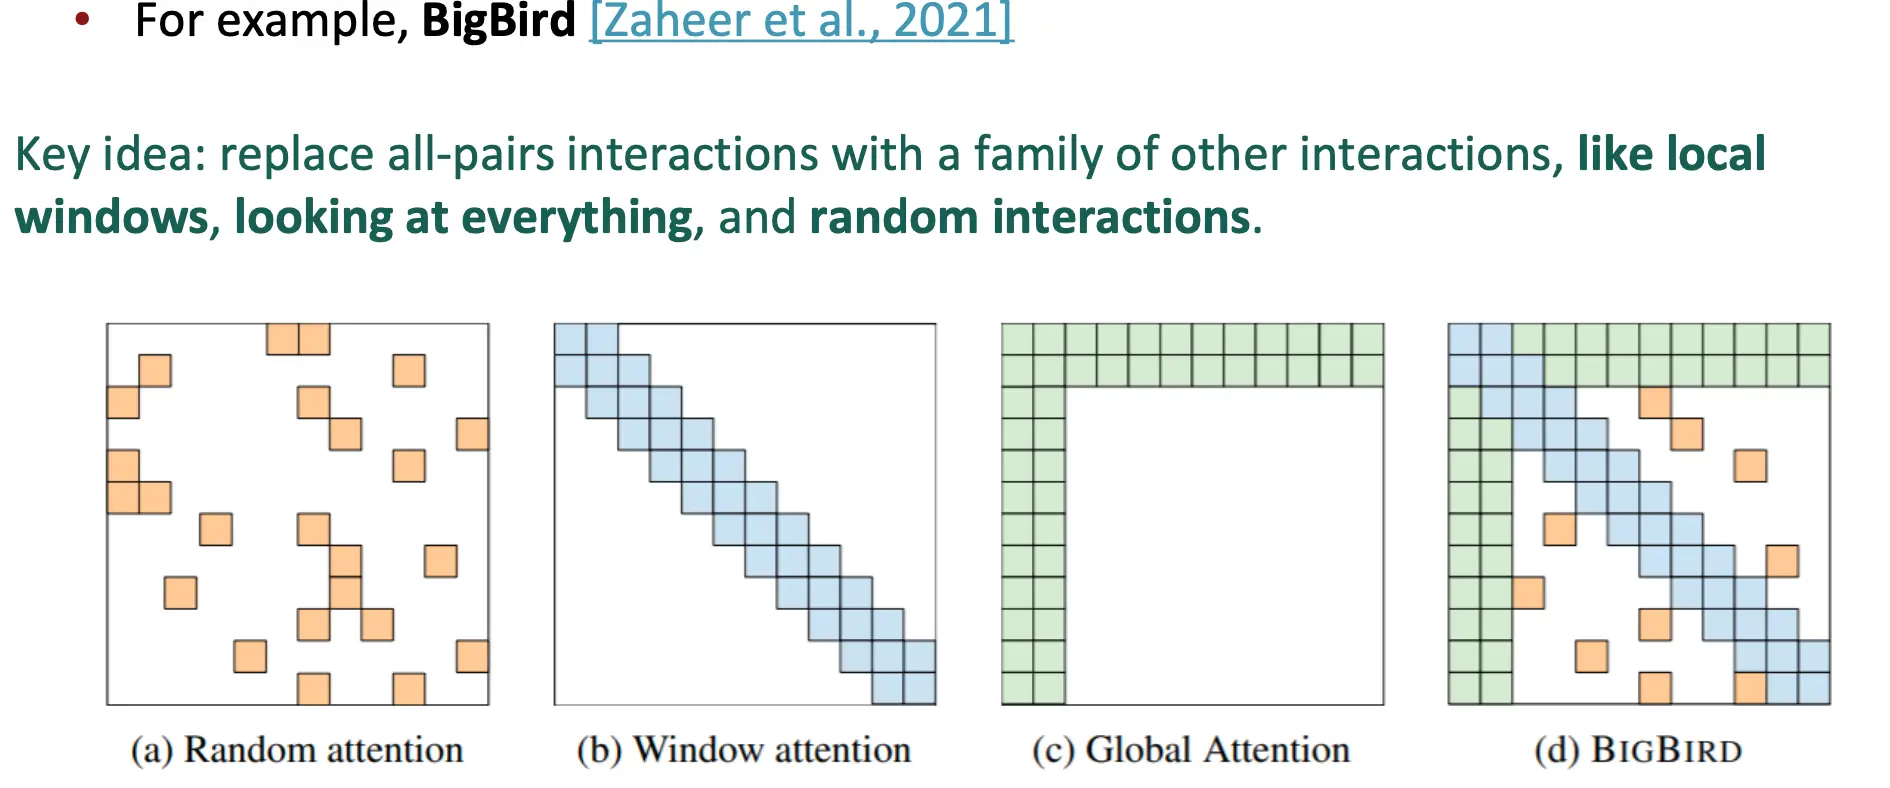 • For example, BigBird [Zaheer et al., 2021]
Key idea: replace all-pairs interactions with a family of other interactions, like local
windows, looking at everything, and random interactions.
(a) Random attention
(b) Window attention
(c) Global Attention
(d) BIGBIRD